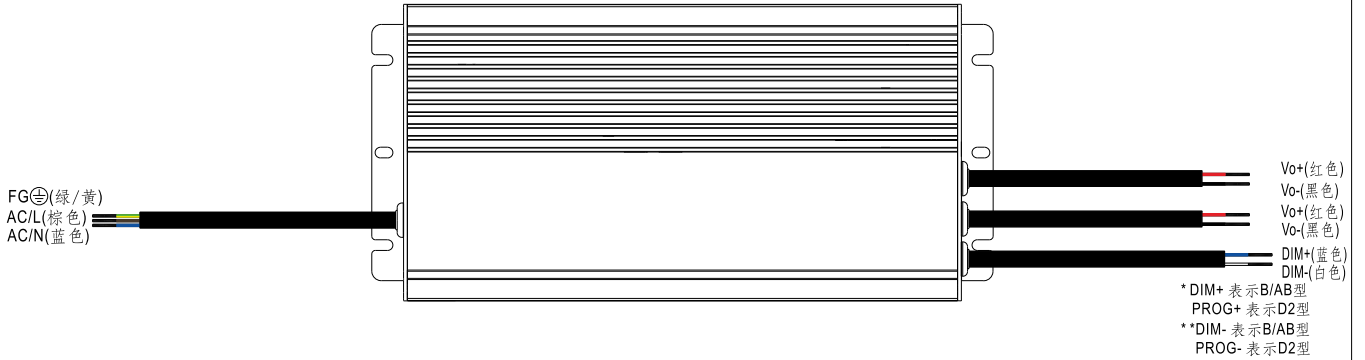 FG⏚(绿/黄)
AC/L(棕色)
AC/N(蓝色)
Vo+(红色)
Vo-(黑色)
Vo+(红色)
Vo-(黑色)
DIM+(蓝色)
DIM-(白色)
*DIM+ 表示B/AB型
PROG+ 表示D2型
**DIM- 表示B/AB型
PROG- 表示D2型